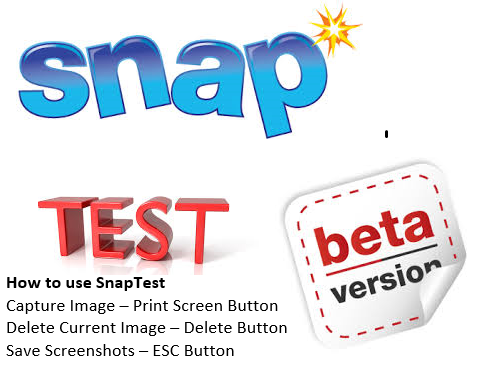 snap
TEST
beta
version
How to use SnapTest
Capture Image – Print Screen Button
Delete Current Image – Delete Button
Save Screenshots – ESC Button